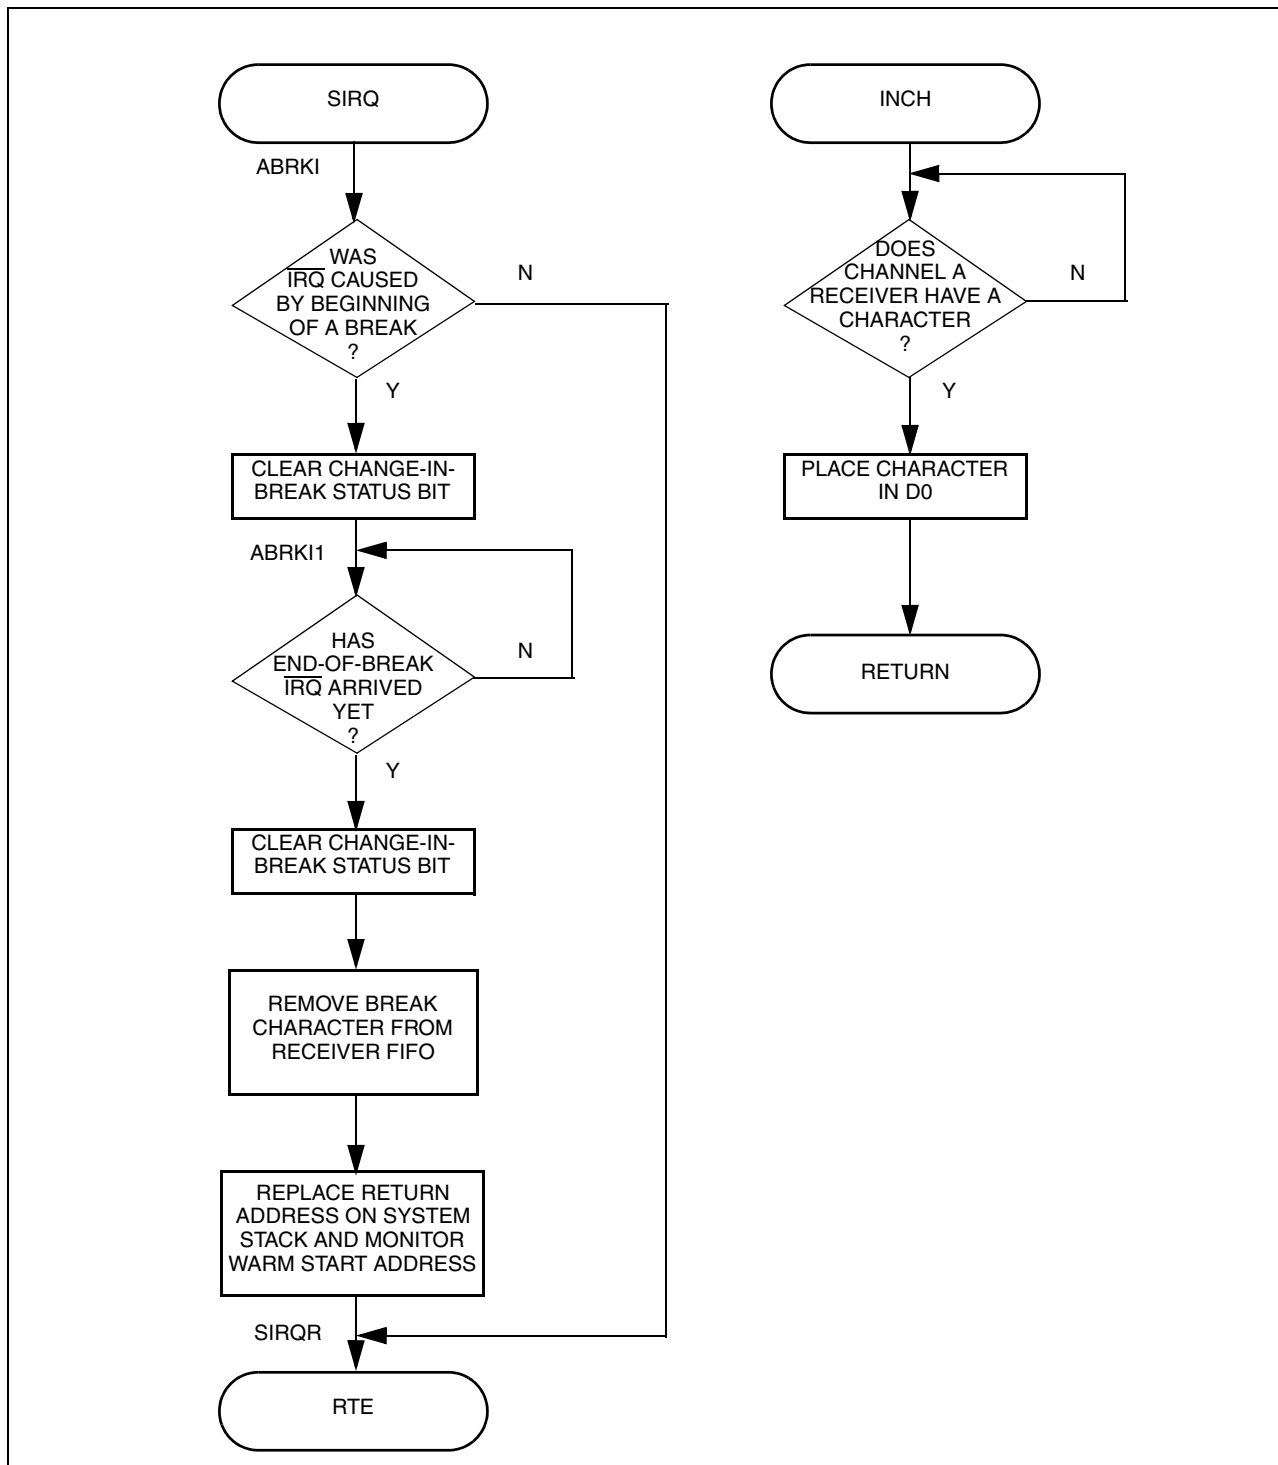 SIRQ
ABRKI
WAS
IRQ CAUSED
BY BEGINNING
OF A BREAK
?
N
Y
CLEAR CHANGE-IN-
BREAK STATUS BIT
ABRKI1
HAS
END-OF-BREAK
IRQ ARRIVED
YET
?
N
Y
CLEAR CHANGE-IN-
BREAK STATUS BIT
REMOVE BREAK
CHARACTER FROM
RECEIVER FIFO
REPLACE RETURN
ADDRESS ON SYSTEM
STACK AND MONITOR
WARM START ADDRESS
SIRQR
RTE
INCH
DOES
CHANNEL A
RECEIVER HAVE A
CHARACTER
?
N
Y
PLACE CHARACTER
IN D0
RETURN